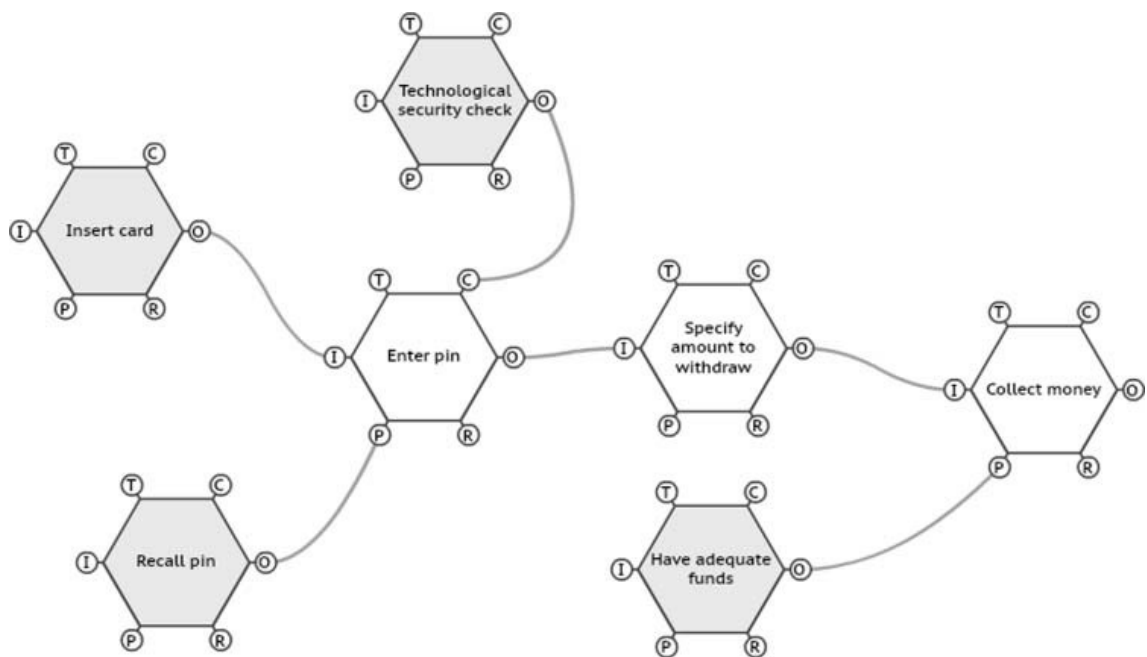 T C
Technological
security check
I O
P R
T C
Insert card
I O
P R
T C
Enter pin
I O
P R
T C
Specify
amount to
withdraw
I O
P R
T C
Collect money
I O
P R
T C
Recall pin
I O
P R
T C
Have adequate
funds
I O
P R